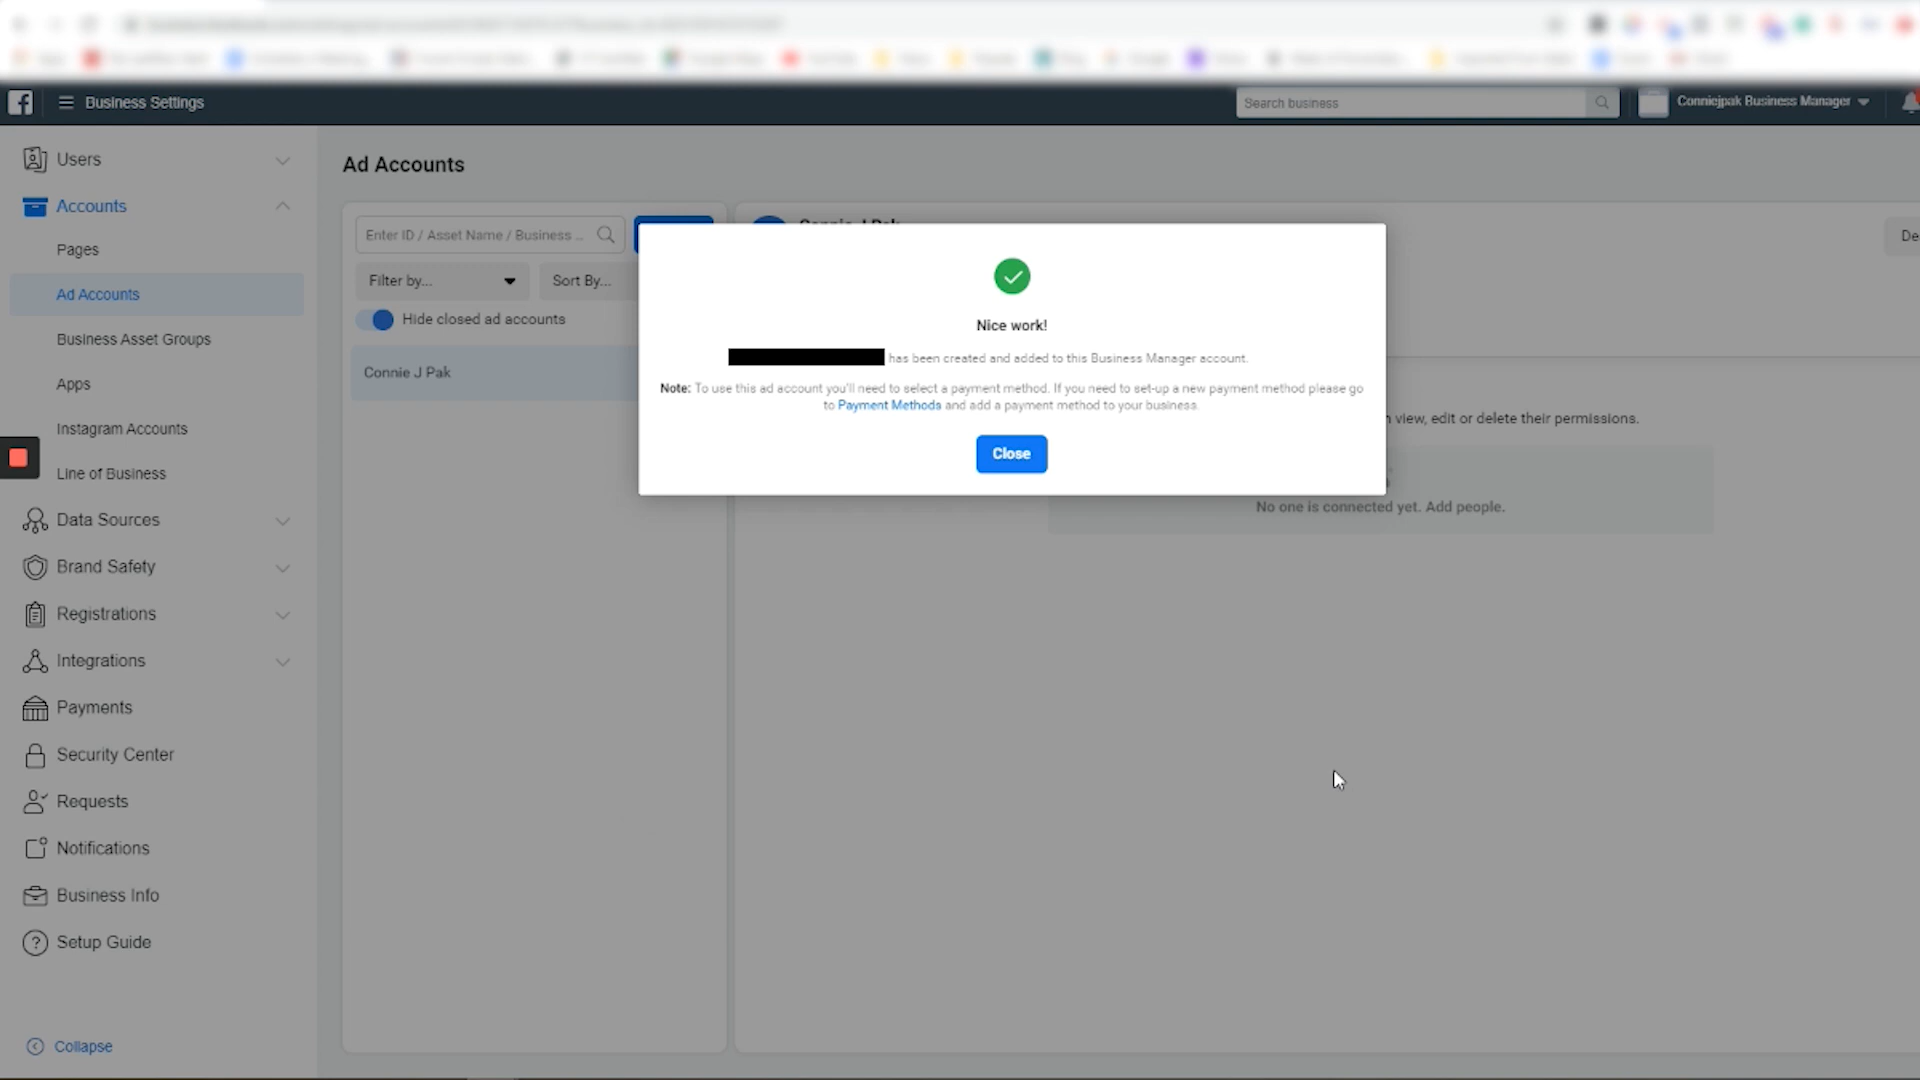 Business Settings
Search business
Conniejpak Business Manager
Users
Accounts
Pages
Ad Accounts
Business Asset Groups
Apps
Instagram Accounts
Line of Business
Data Sources
Brand Safety
Registrations
Integrations
Payments
Security Center
Requests
Notifications
Business Info
Setup Guide
Collapse
Ad Accounts
Enter ID / Asset Name / Business ...
Filter by...
Sort By...
Hide closed ad accounts
Connie J Pak
Connie J Pak
De
Nice work!
has been created and added to this Business Manager account.
Note: To use this ad account you'll need to select a payment method. If you need to set-up a new payment method please go
to Payment Methods and add a payment method to your business.
Close
view, edit or delete their permissions.
No one is connected yet. Add people.